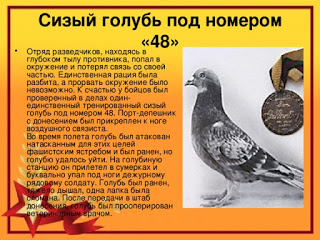 Сизый голубь под номером
«48»
• Отряд разведчиков, находясь в
глубоком тылу противника, попал в
окружение и потерял связь со своей
частью. Единственная рация была
разбита, а прорвать окружение было
невозможно. К счастью у бойцов был
проверенный в делах один-
единственный тренированный сизый
голубь под номером 48. Порт-депешник
с донесением был прикреплен к ноге
воздушного связиста.
Во время полета голубь был атакован
натасканным для этих целей
фашистским ястребом и был ранен, но
голубю удалось уйти. На голубиную
станцию он прилетел в сумерках и
буквально упал под ноги дежурному
рядовому солдату. Голубь был ранен,
тяжело дышал, одна лапка была
сломана. После передачи в штаб
донесения, голубь был прооперирован
ветеринарным врачом.